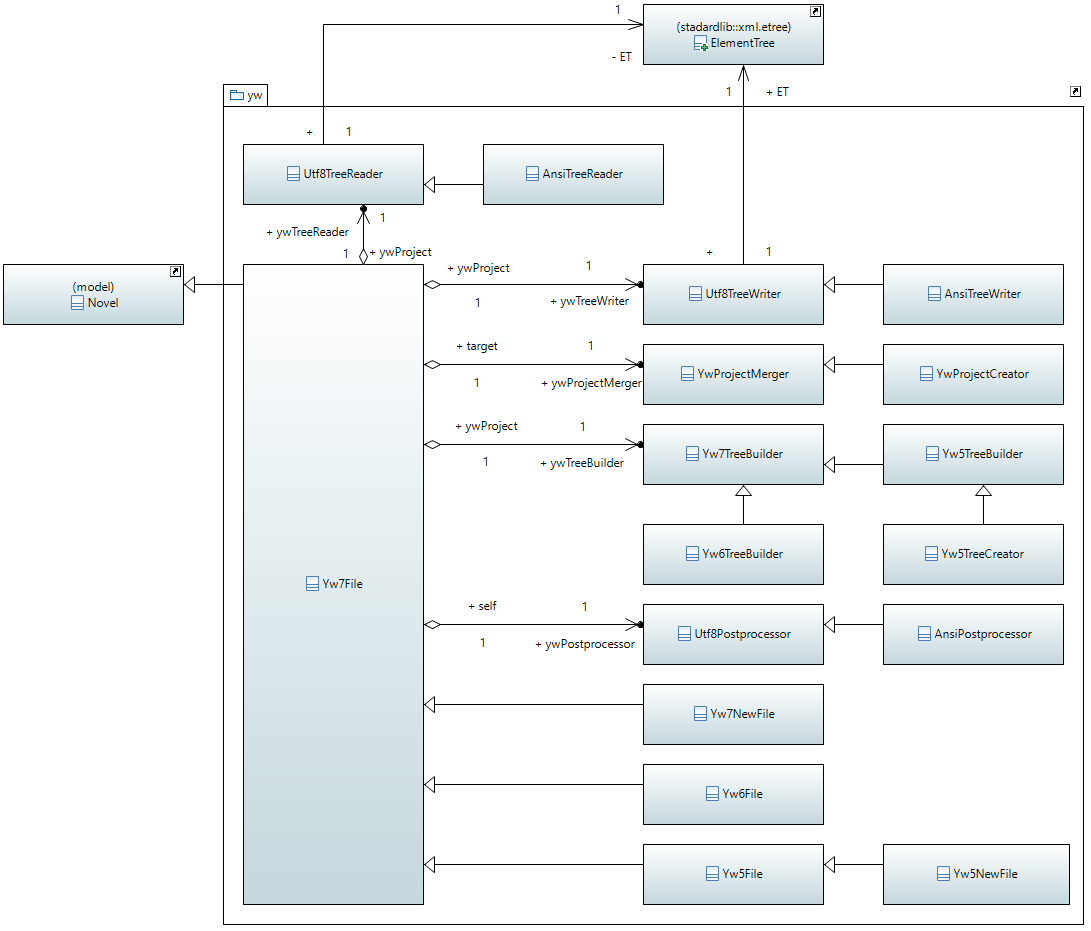 1
(stadardlib::xml.etree)
ElementTree
- ET
1
+ ET
yw
+
1
Utf8TreeReader
AnsiTreeReader
1
+ ywTreeReader
1
+ ywProject
(model)
Novel
+ ywProject
1
1
+ ywTreeWriter
+
1
Utf8TreeWriter
AnsiTreeWriter
+ target
1
1
+ ywProjectMerger
YwProjectMerger
YwProjectCreator
+ ywProject
1
1
+ ywTreeBuilder
Yw7TreeBuilder
Yw5TreeBuilder
Yw6TreeBuilder
Yw5TreeCreator
Yw7File
+ self
1
1
+ ywPostprocessor
Utf8Postprocessor
AnsiPostprocessor
Yw7NewFile
Yw6File
Yw5File
Yw5NewFile